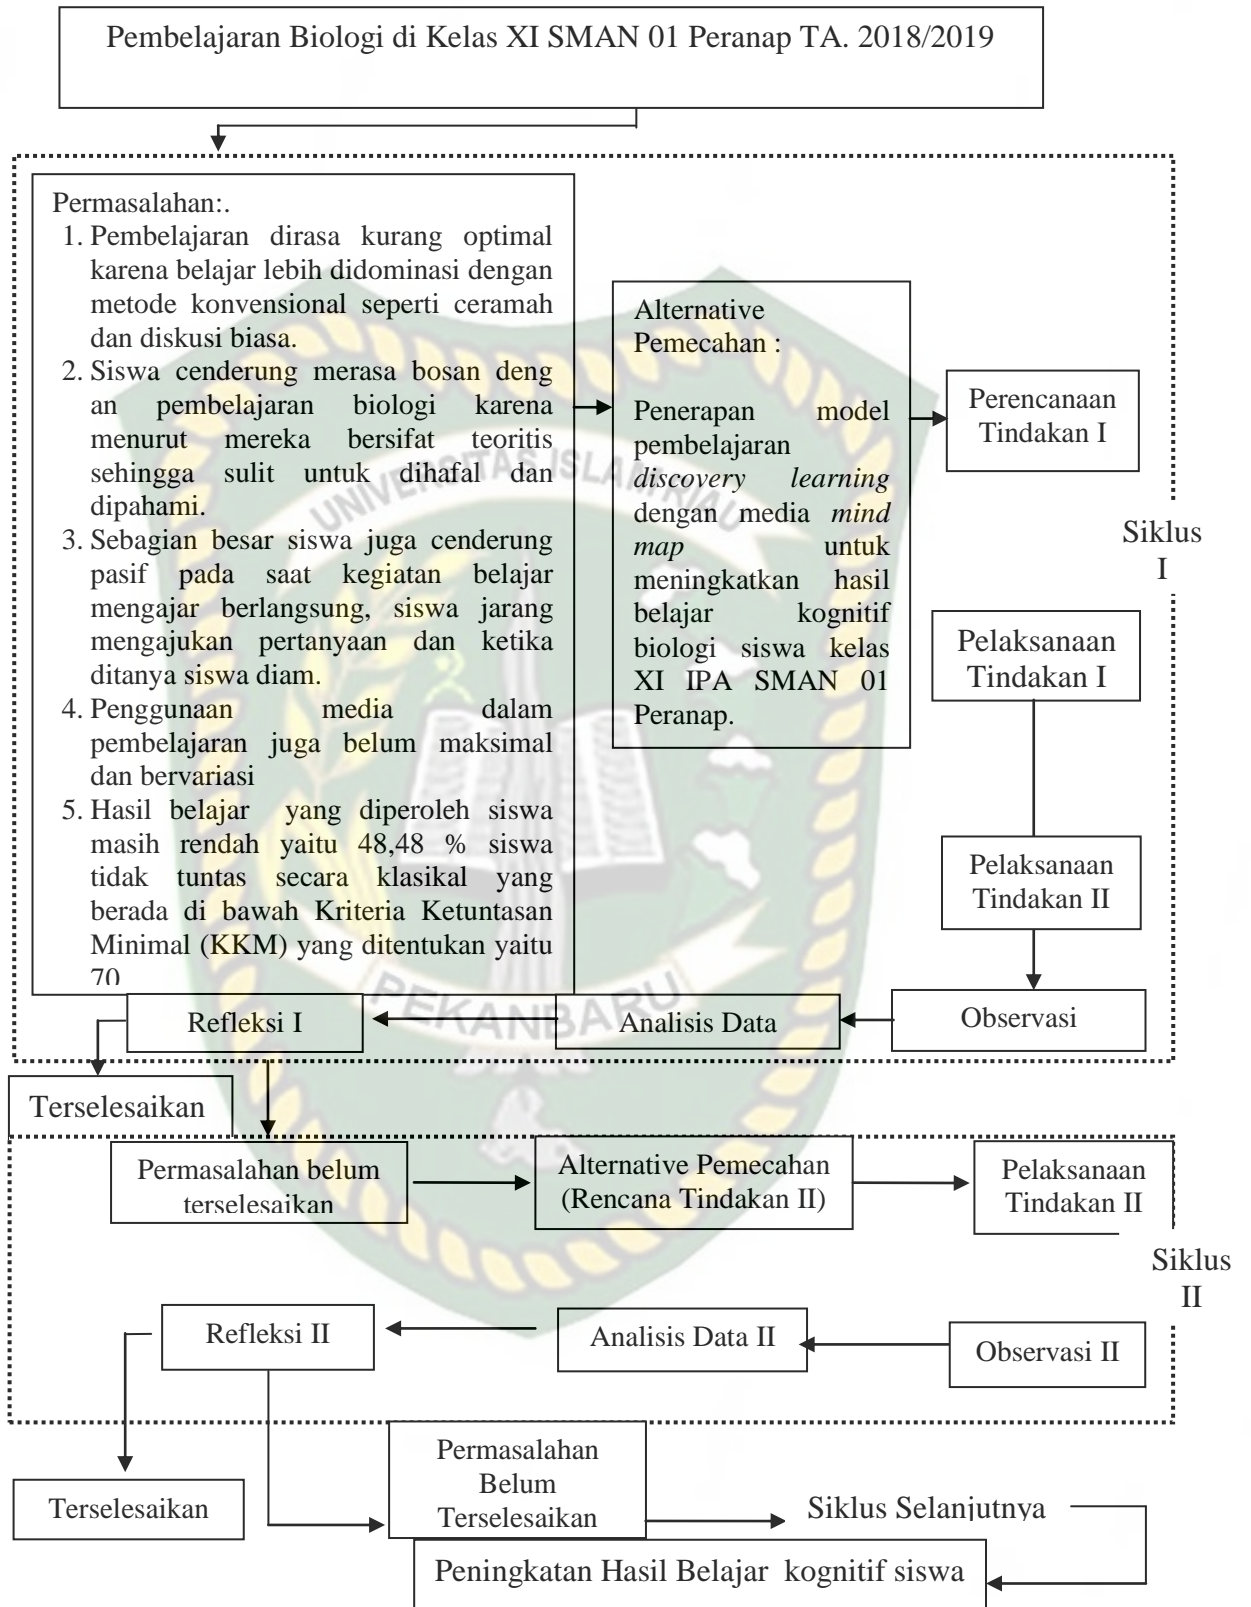 Pembelajaran Biologi di Kelas XI SMAN 01 Peranap TA. 2018/2019
Permasalahan:.
1. Pembelajaran dirasa kurang optimal
karena belajar lebih didominasi dengan
metode konvensional seperti ceramah
dan diskusi biasa.
2. Siswa cenderung merasa bosan deng
an pembelajaran biologi karena
menurut mereka bersifat teoritis
sehingga sulit untuk dihafal dan
dipahami.
3. Sebagian besar siswa juga cenderung
pasif pada saat kegiatan belajar
mengajar berlangsung, siswa jarang
mengajukan pertanyaan dan ketika
ditanya siswa diam.
4. Penggunaan media dalam
pembelajaran juga belum maksimal
dan bervariasi
5. Hasil belajar yang diperoleh siswa
masih rendah yaitu 48,48 % siswa
tidak tuntas secara klasikal yang
berada di bawah Kriteria Ketuntasan
Minimal (KKM) yang ditentukan yaitu
70
Alternative
Pemecahan :
Penerapan model
pembelajaran
discovery learning
dengan media mind
map untuk
meningkatkan hasil
belajar kognitif
biologi siswa kelas
XI IPA SMAN 01
Peranap.
Perencanaan
Tindakan I
Siklus
I
Pelaksanaan
Tindakan I
Pelaksanaan
Tindakan II
Observasi
Analisis Data
Refleksi I
UNIVERSITAS ISLAM RIAU
PEKANBARU
Terselesaikan
Permasalahan belum
terselesaikan
Alternative Pemecahan
(Rencana Tindakan II)
Pelaksanaan
Tindakan II
Siklus
II
Refleksi II
Analisis Data II
Observasi II
Terselesaikan
Permasalahan
Belum
Terselesaikan
Siklus Selanjutnya
Peningkatan Hasil Belajar kognitif siswa